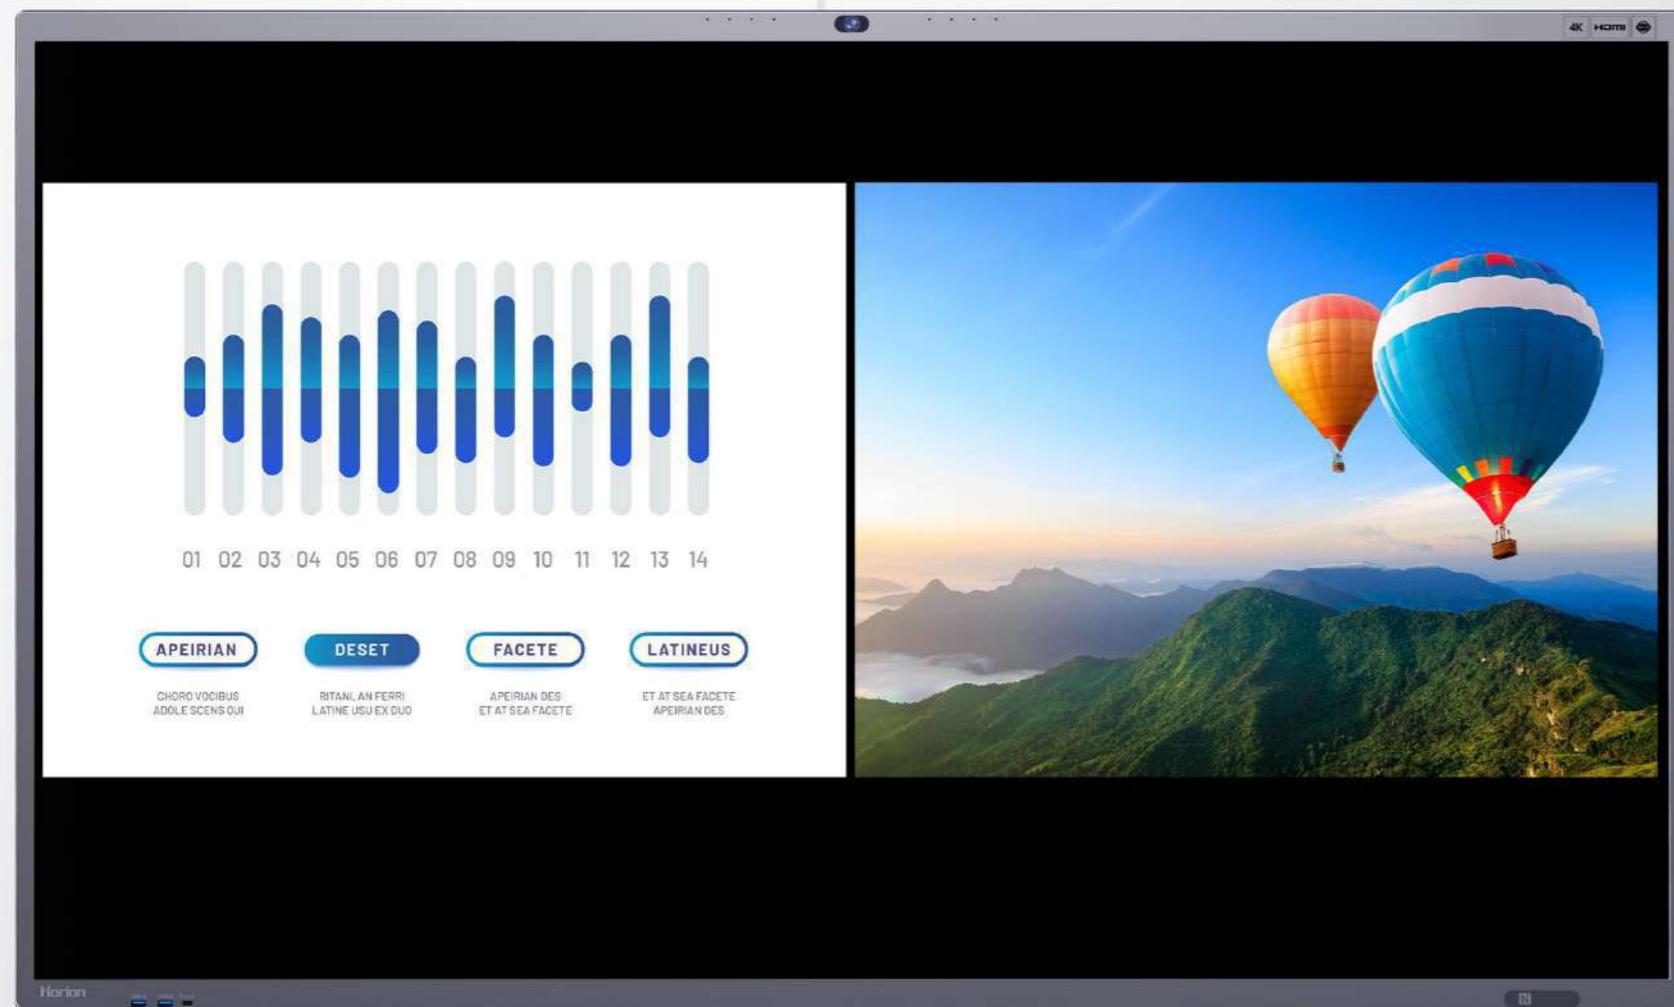 4K HDMI
01 02 03 04 05 06 07 08 09 10 11 12 13 14
APEIRIAN DESET FACETE LATINEUS
CHORO VOCIBUS
ADOLE SCENS QUI
RITANI, AN FERRI
LATINE USU EX DUO
APEIRIAN DES
ET AT SEA FACETE
ET AT SEA FACETE
APEIRIAN DES
Horion